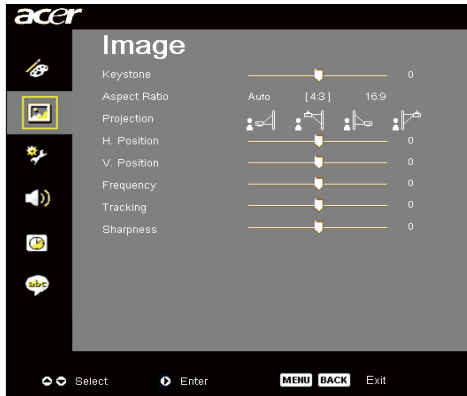 acer
Image
Keystone 0
Aspect Ratio Auto [4:3] 16:9
Projection
H. Position 0
V. Position 0
Frequency 0
Tracking 0
Sharpness 0
abc
Select Enter MENU BACK Exit